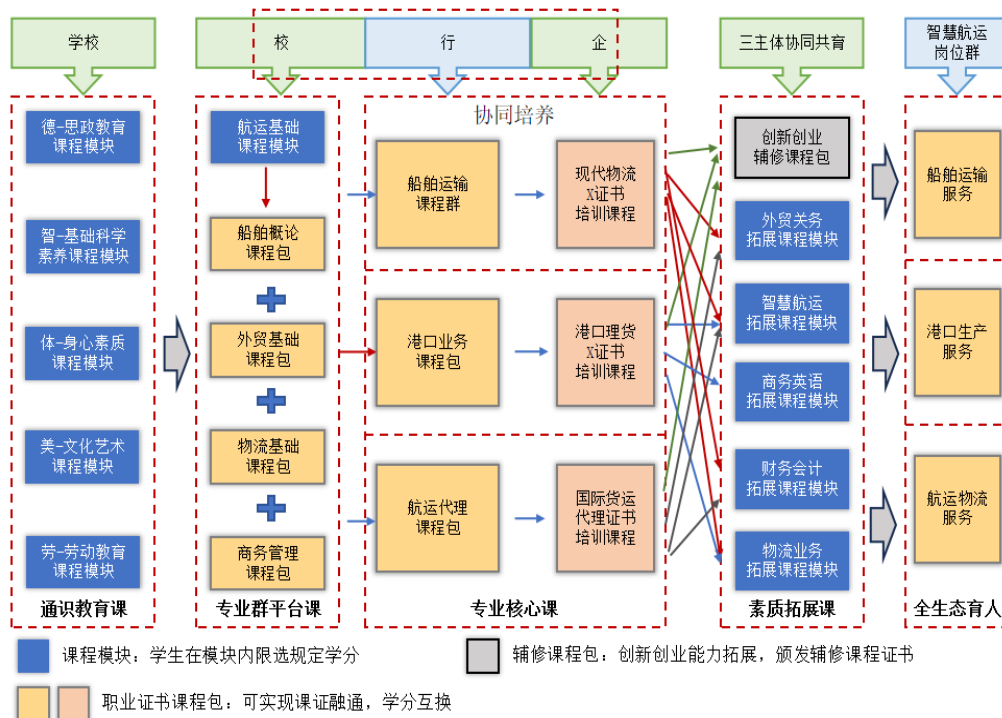 学校
校
行
企
三主体协同共育
智慧航运
岗位群
德-思政教育
课程模块
智-基础科学
素养课程模块
体-身心素质
课程模块
美-文化艺术
课程模块
劳-劳动教育
课程模块
通识教育课
航运基础
课程模块
船舶概论
课程包
外贸基础
课程包
物流基础
课程包
商务管理
课程包
专业群平台课
协同培养
船舶运输
课程群
现代物流
X证书
培训课程
港口业务
课程包
港口理货
X证书
培训课程
航运代理
课程包
国际货运
代理证书
培训课程
专业核心课
创新创业
辅修课程包
外贸关务
拓展课程模块
智慧航运
拓展课程模块
商务英语
拓展课程模块
财务会计
拓展课程模块
物流业务
拓展课程模块
素质拓展课
船舶运输
服务
港口生产
服务
航运物流
服务
全生态育人
课程模块：学生在模块内限选规定学分
辅修课程包：创新创业能力拓展，颁发辅修课程证书
职业证书课程包：可实现课证融通，学分互换